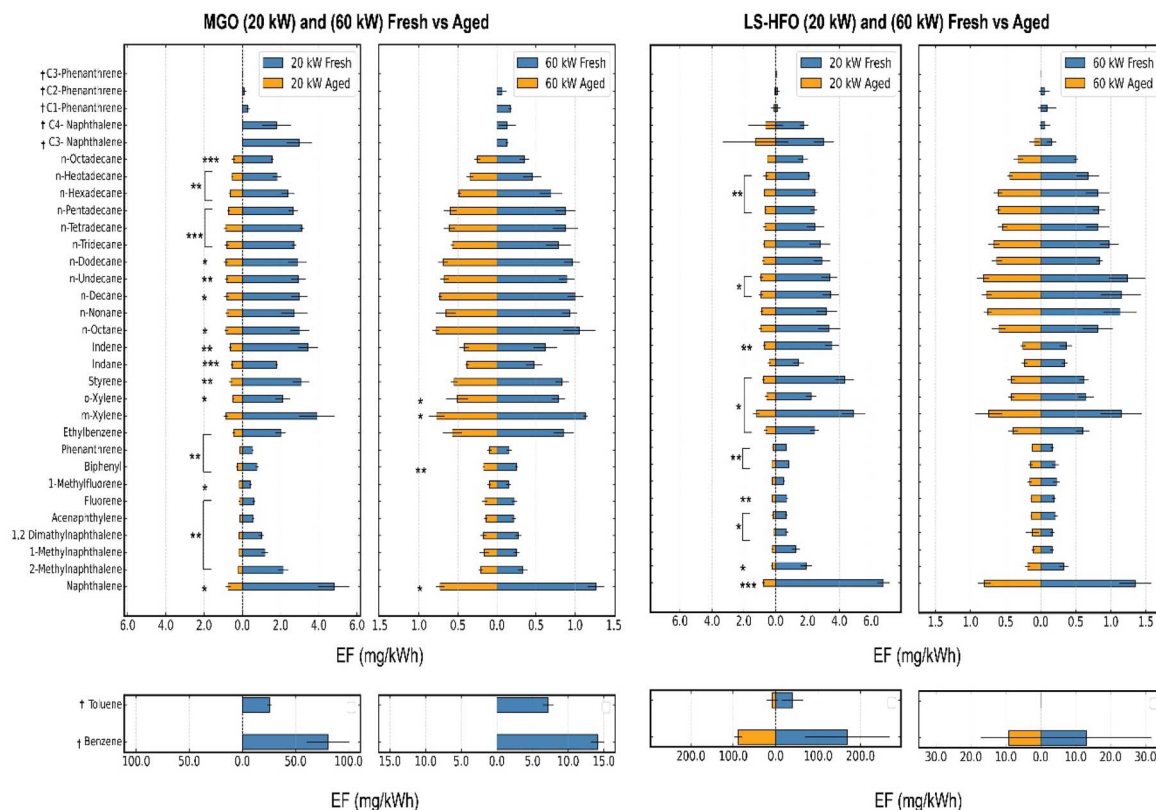 MGO (20 kW) and (60 kW) Fresh vs Aged
LS-HFO (20 kW) and (60 kW) Fresh vs Aged
20 kW Fresh
20 kW Aged
60 kW Fresh
60 kW Aged
20 kW Fresh
20 kW Aged
60 kW Fresh
60 kW Aged
† C3-Phenanthrene
† C2-Phenanthrene
† C1-Phenanthrene
† C4- Naphthalene
† C3- Naphthalene
n-Octadecane ***
n-Heptadecane
** **
n-Hexadecane
n-Pentadecane
n-Tetradecane
***
n-Tridecane
n-Dodecane *
n-Undecane **
*
n-Decane *
n-Nonane
n-Octane *
Indene ** **
Indane ***
Styrene **
o-Xylene * *
*
m-Xylene *
Ethylbenzene
Phenanthrene
** **
Biphenyl **
1-Methylfluorene *
Fluorene **
Acenaphthylene
*
1,2 Dimathylnaphthalene
**
1-Methylnaphthalene
2-Methylnaphthalene *
Naphthalene * * ***
6.0 4.0 2.0 0.0 2.0 4.0 6.0 1.5 1.0 0.5 0.0 0.5 1.0 1.5 8.0 6.0 4.0 2.0 0.0 2.0 4.0 6.0 1.5 1.0 0.5 0.0 0.5 1.0 1.5
EF (mg/kWh) EF (mg/kWh)
† Toluene
† Benzene
100.0 50.0 0.0 50.0 100.0 15.0 10.0 5.0 0.0 5.0 10.0 15.0 200.0 100.0 0.0 100.0 200.0 30.0 20.0 10.0 0.0 10.0 20.0 30.0
EF (mg/kWh) EF (mg/kWh)